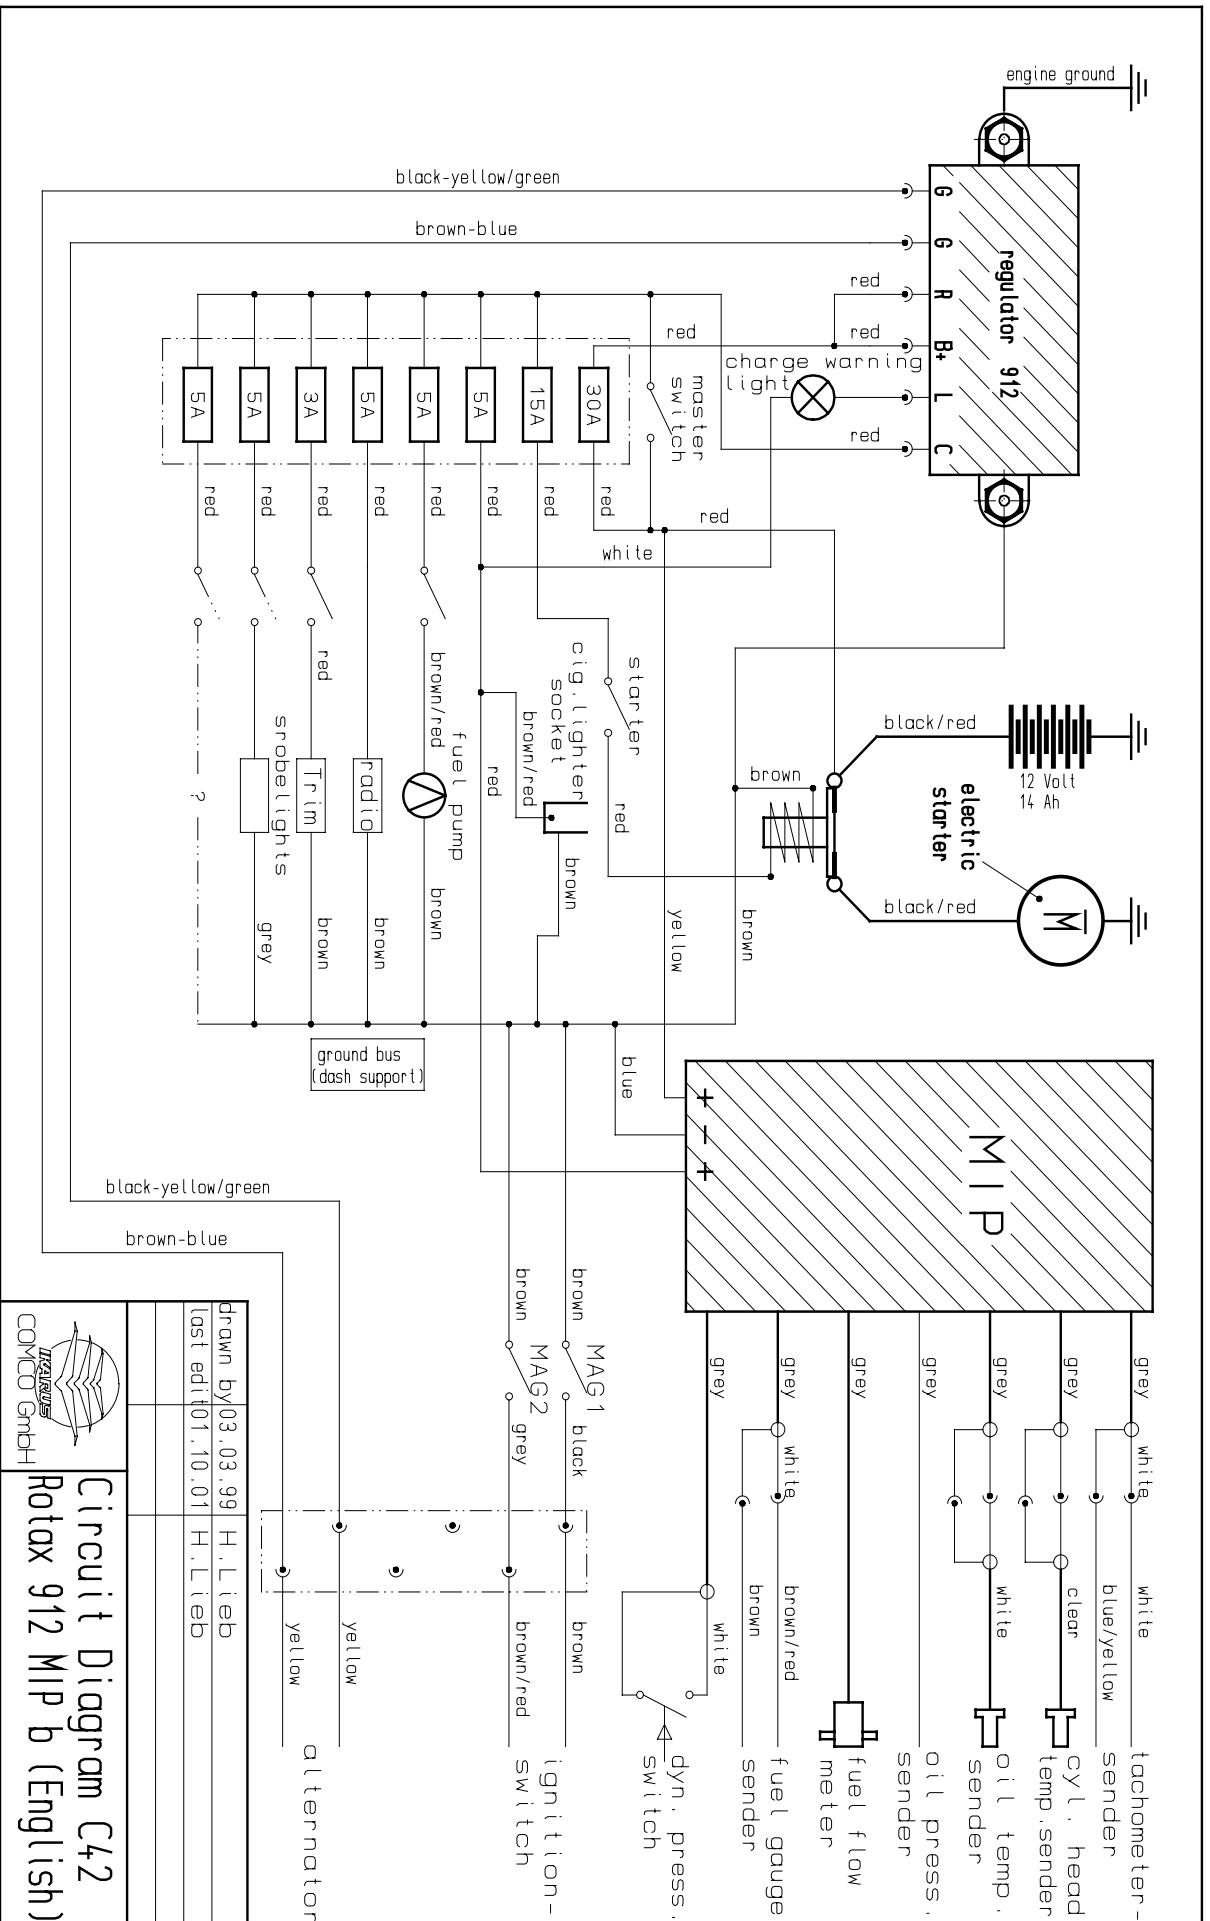 engine ground
black-yellow/green
brown-blue
G
G
R
B+
L
C
regulator 912
red
red
red
charge warning
light
red
master
switch
5A
5A
3A
5A
5A
5A
15A
30A
red
red
red
red
red
red
red
red
white
red
brown/red
cig.lighter
socket
starter
brown/red
red
red
fuel pump
srobelights
Trim
radio
?
brown
black/red
12 Volt
14 Ah
electric
starter
black/red
M
brown
brown
yellow
brown
brown
brown
grey
ground bus
(dash support)
blue
+
-
+
MIP
black-yellow/green
brown-blue
brown
brown
MAG1
MAG2
black
grey
grey
grey
grey
grey
grey
grey
grey
white
white
white
blue/yellow
clear
white
brown/red
brown
white
brown
brown/red
yellow
yellow
tachometer-
sender
cyl. head
temp.sender
oil temp.
sender
oil press.
sender
fuel flow
meter
fuel gauge
sender
dyn. press.
switch
ignition-
switch
alternator
drawn by 03.03.99 H.Lieb
last edit 01.10.01 H.Lieb
IKARUS
COMCO GmbH
Circuit Diagram C42
Rotax 912 MIP b (English)